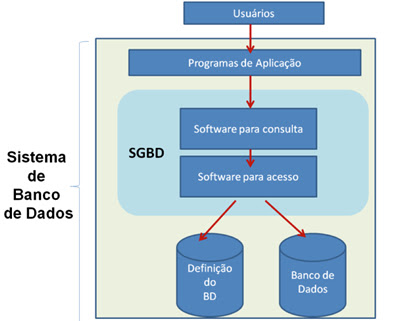 Usuários
Programas de Aplicação
Software para consulta
SGBD
Software para acesso
Sistema
de
Banco
de Dados
Definição
do
BD
Banco de
Dados